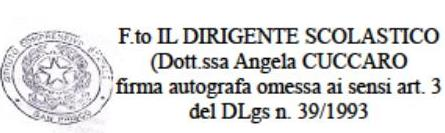 F.to IL DIRIGENTE SCOLASTICO
(Dott.ssa Angela CUCCARO
firma autografa omessa ai sensi art. 3
del DLgs n. 39/1993